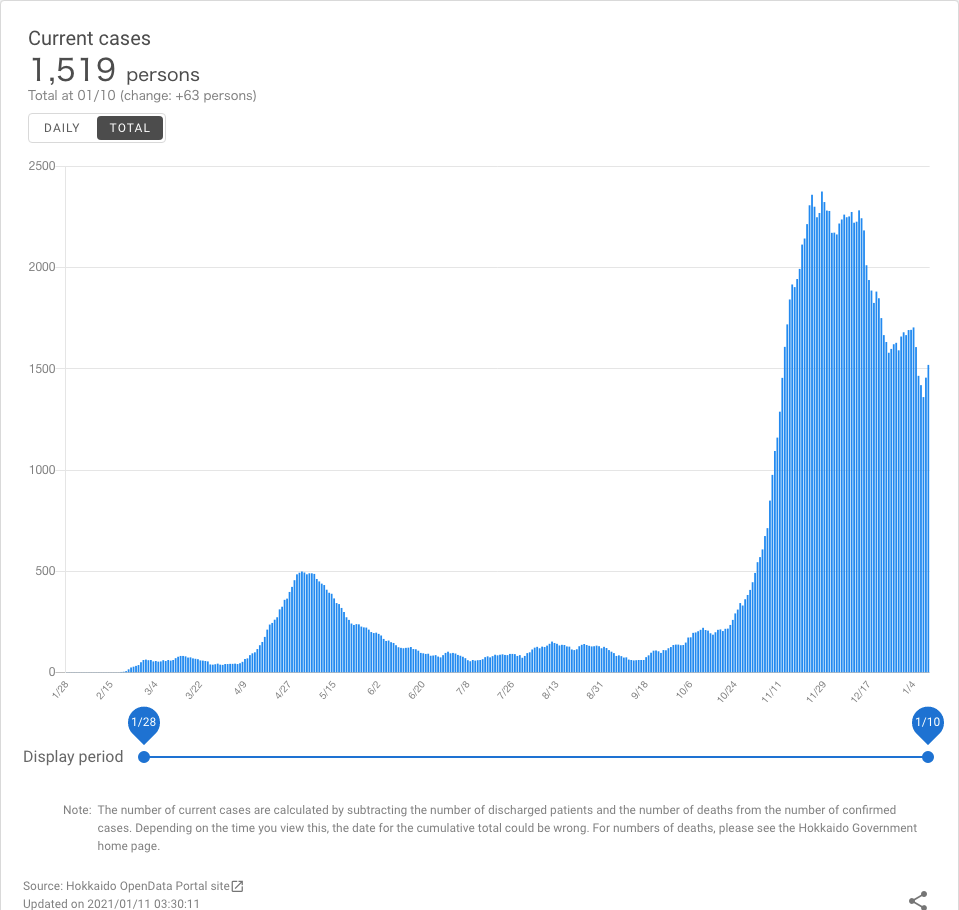 Current cases
1,519 persons
Total at 01/10 (change: +63 persons)
DAILY TOTAL
2500
2000
1500
1000
500
0
1/28 2/15 3/4 3/22 4/9 4/27 5/15 6/2 6/20 7/8 7/26 8/13 8/31 9/18 10/6 10/24 11/11 11/29 12/17 1/4
1/28 1/10
Display period
Note: The number of current cases are calculated by subtracting the number of discharged patients and the number of deaths from the number of confirmed
cases. Depending on the time you view this, the date for the cumulative total could be wrong. For numbers of deaths, please see the Hokkaido Government
home page.
Source: Hokkaido OpenData Portal site
Updated on 2021/01/11 03:30:11